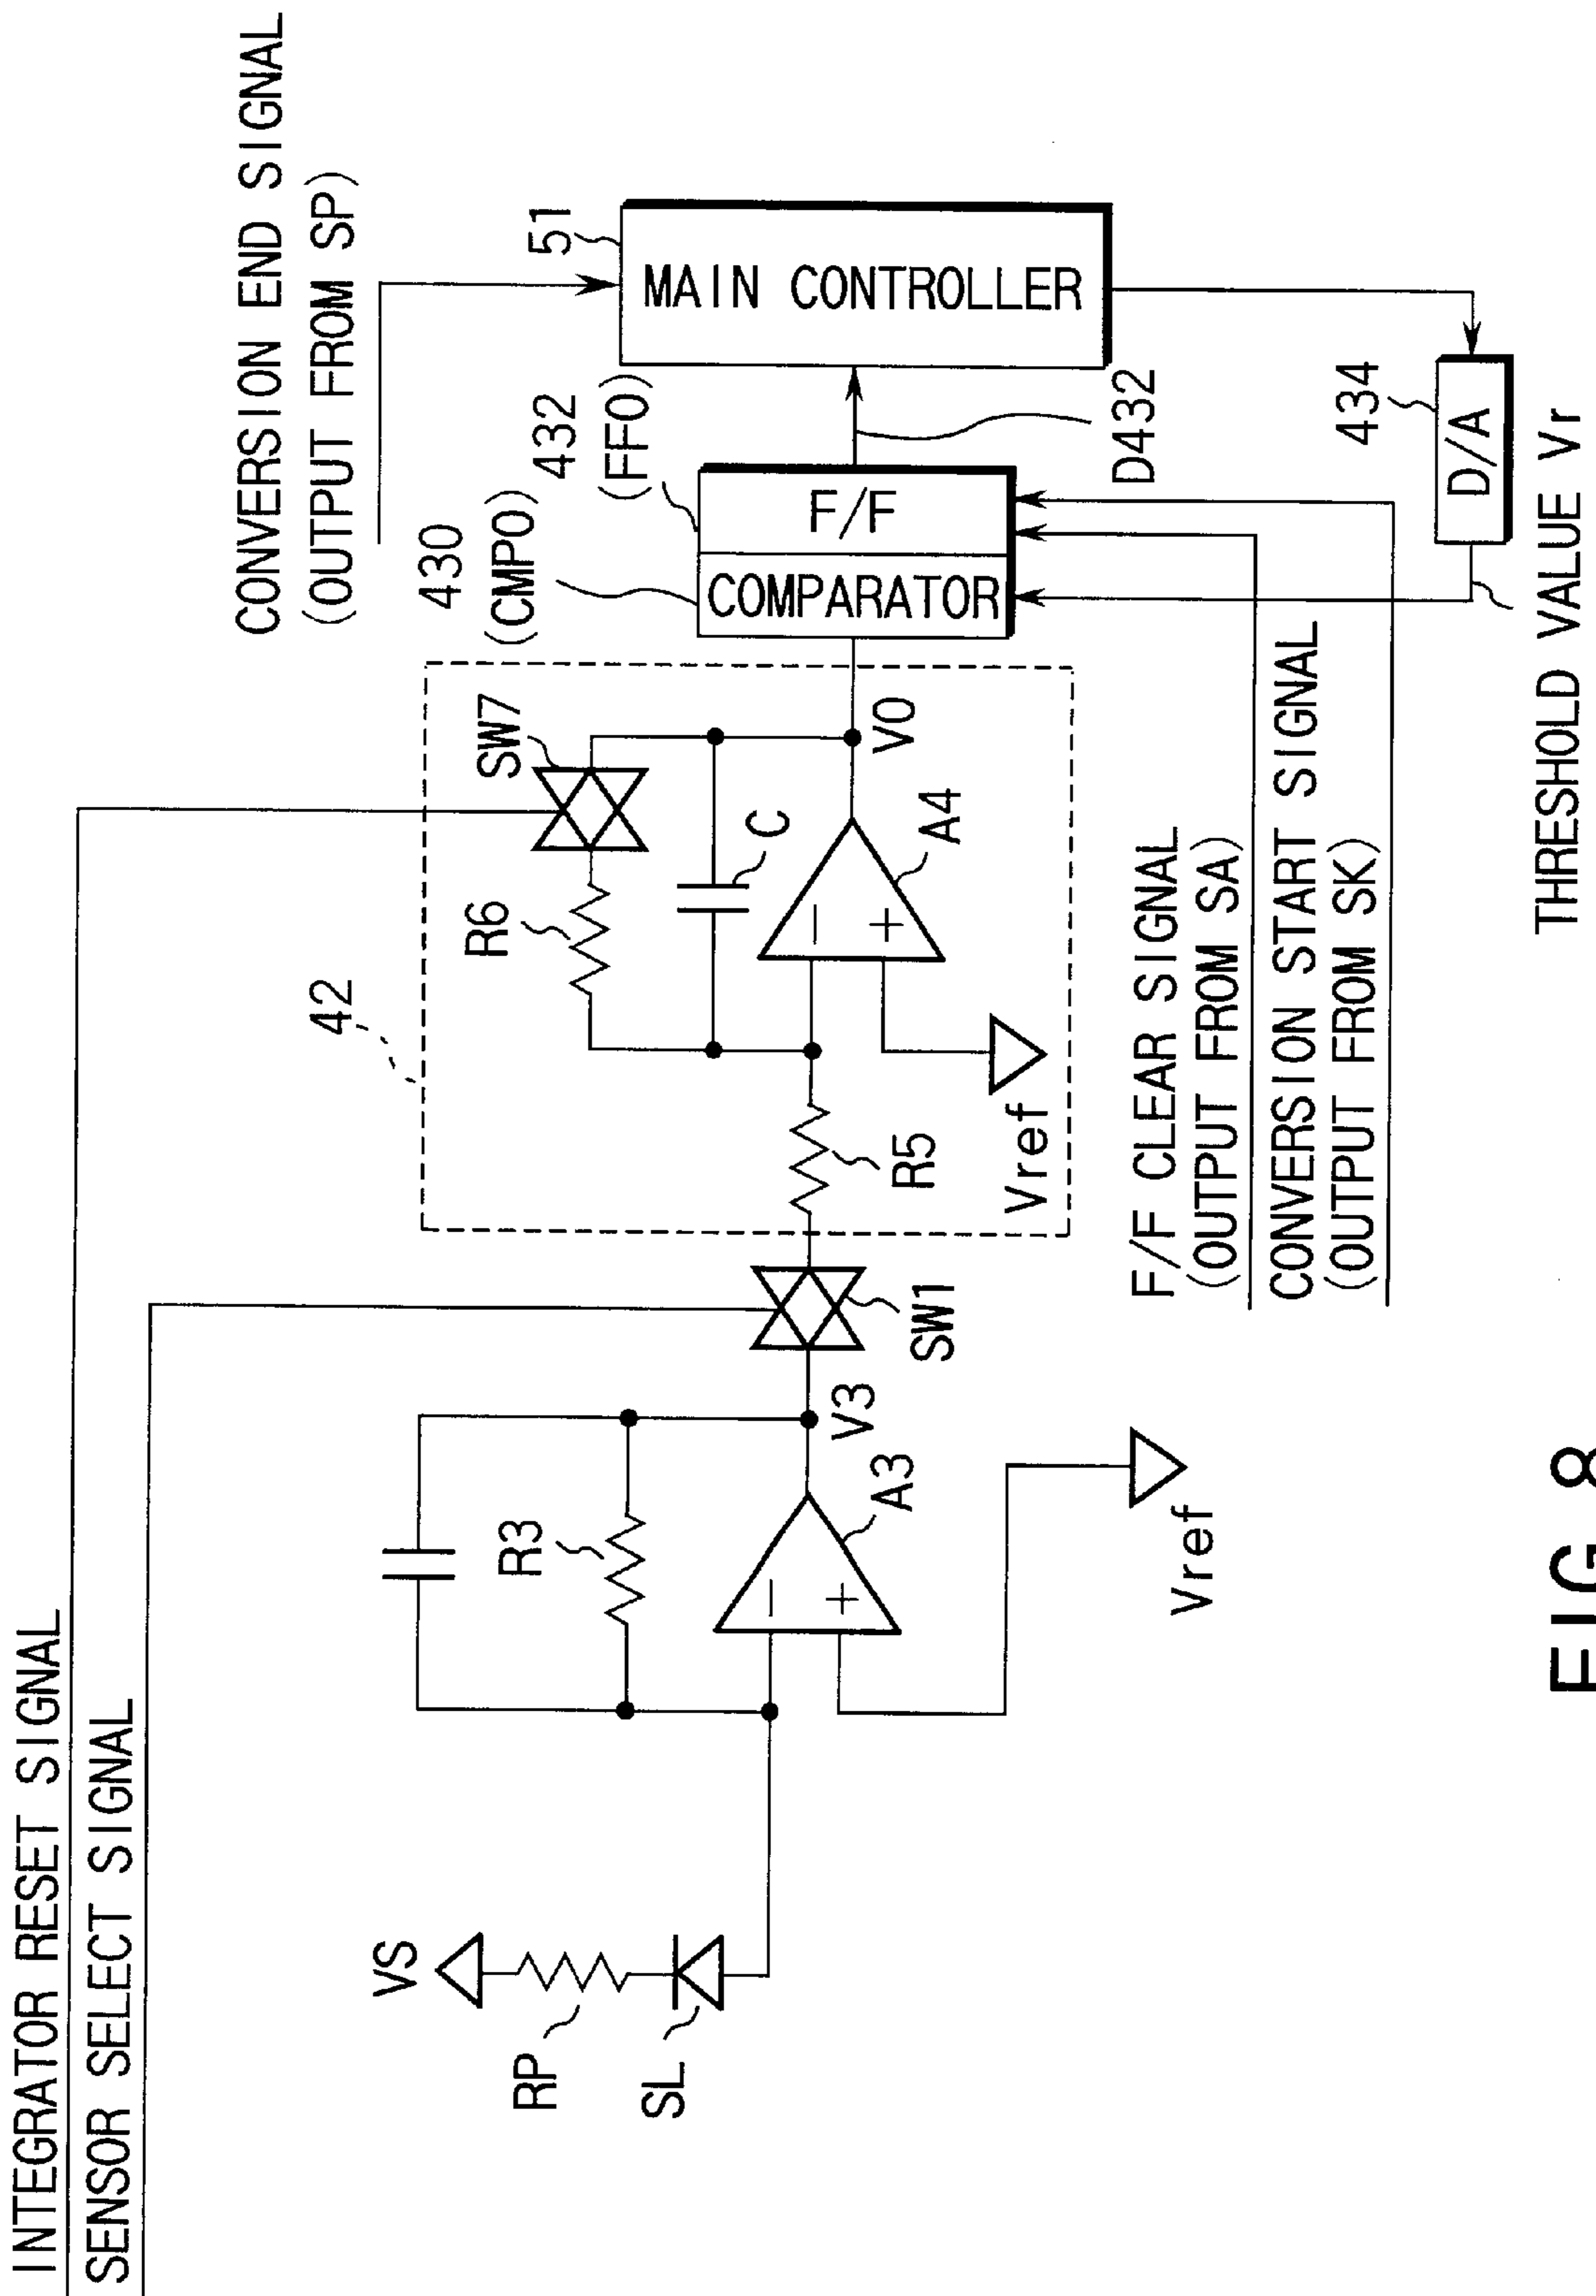 INTEGRATOR RESET SIGNAL
SENSOR SELECT SIGNAL
VS
RP
SL
R3
A3
V3
Vref
SW1
42
R5
R6
SW7
C
A4
V0
Vref
430
(CMP0)
432
(FF0)
COMPARATOR
F/F
CONVERSION END SIGNAL
(OUTPUT FROM SP)
51
MAIN CONTROLLER
D432
434
D/A
F/F CLEAR SIGNAL
(OUTPUT FROM SA)
CONVERSION START SIGNAL
(OUTPUT FROM SK)
THRESHOLD VALUE Vr
FIG. 8